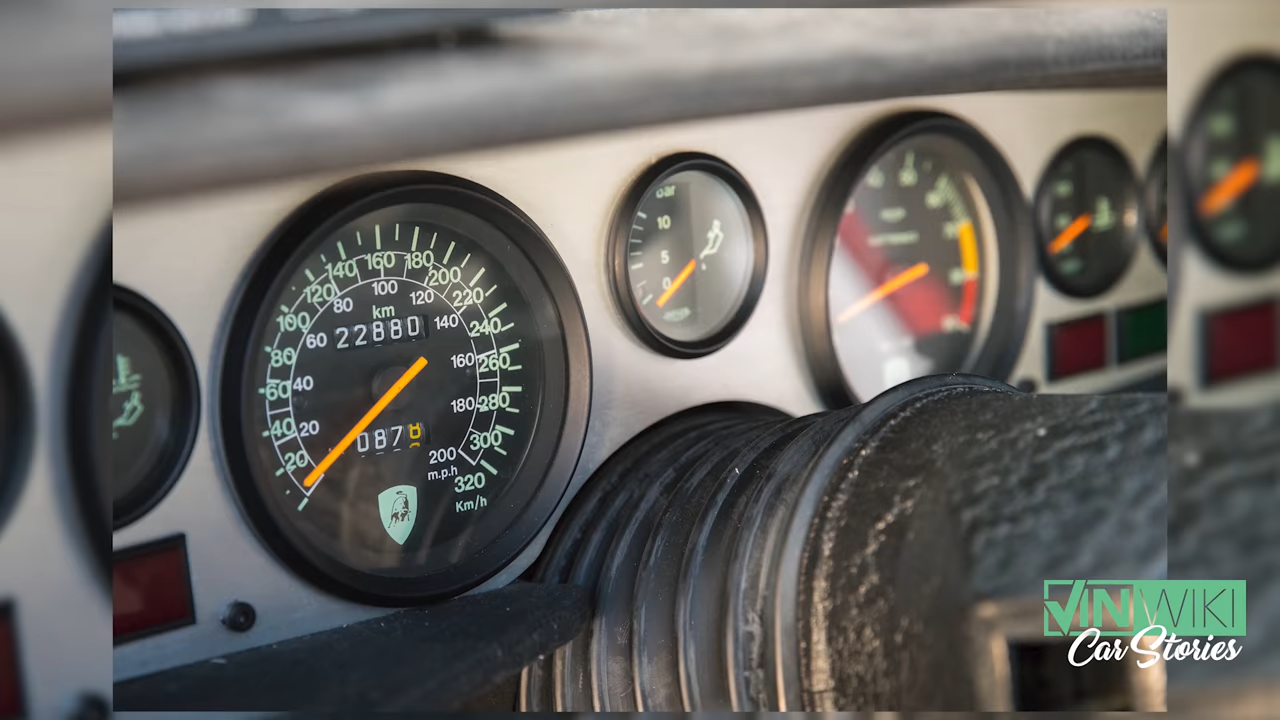 140 160 180
120 200
100 220
80 240
60 260
40 280
20 300
320
Km/h
80 100 120
60 140
40 160
20 180
200
m.p.h
km
22880
087
bar
10
5
0
VINWIKI
Car Stories